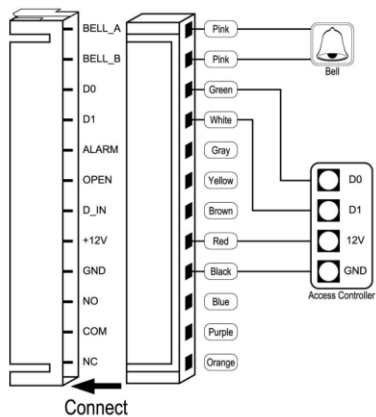 BELL_A Pink
BELL_B Pink
Bell
D0 Green
D1 White
ALARM Gray
OPEN Yellow D0
D_IN Brown D1
+12V Red 12V
GND Black GND
Access Controller
NO Blue
COM Purple
NC Orange
Connect